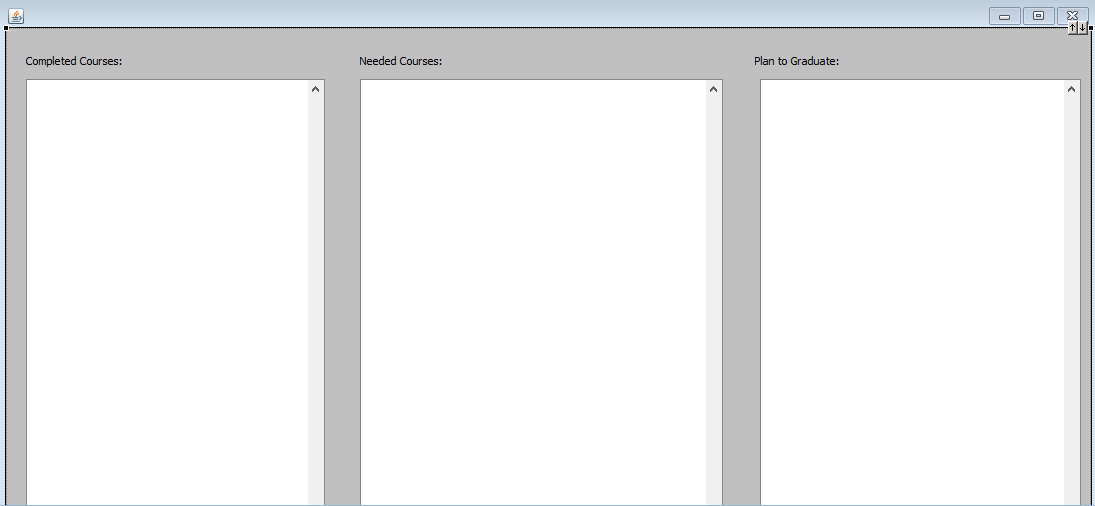 Completed Courses:
Needed Courses:
Plan to Graduate: